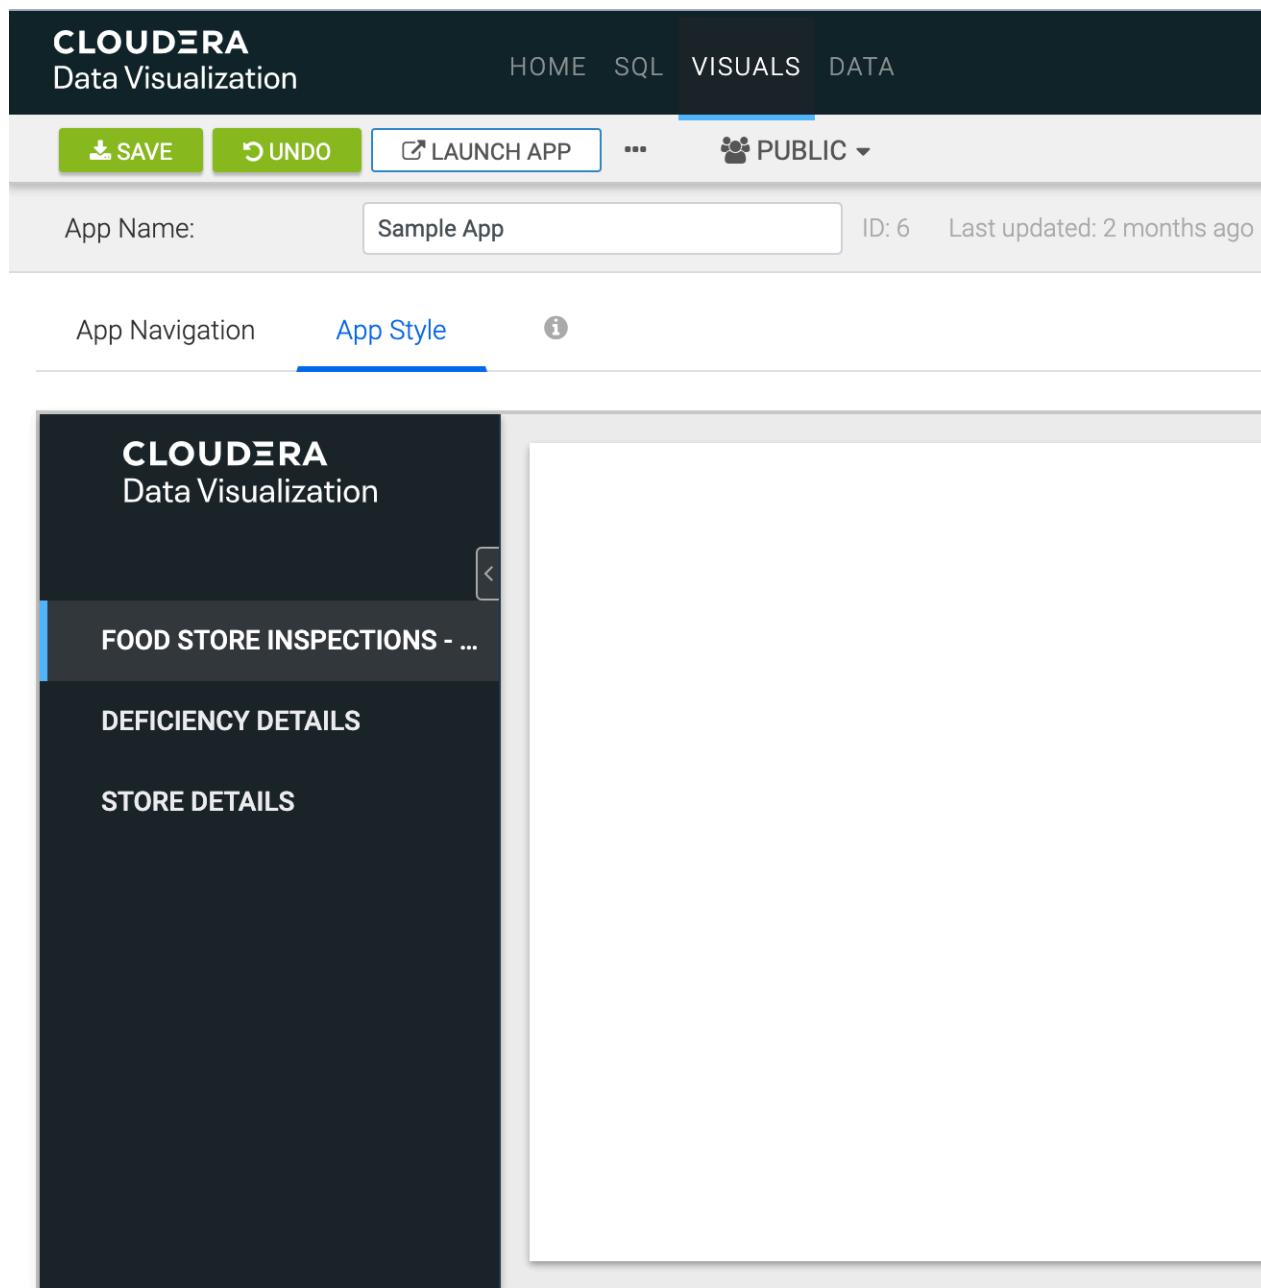 CLOUDERA
Data Visualization
HOME SQL VISUALS DATA
SAVE UNDO LAUNCH APP ••• PUBLIC
App Name: Sample App ID: 6 Last updated: 2 months ago
App Navigation App Style
CLOUDERA
Data Visualization
FOOD STORE INSPECTIONS - ...
DEFICIENCY DETAILS
STORE DETAILS